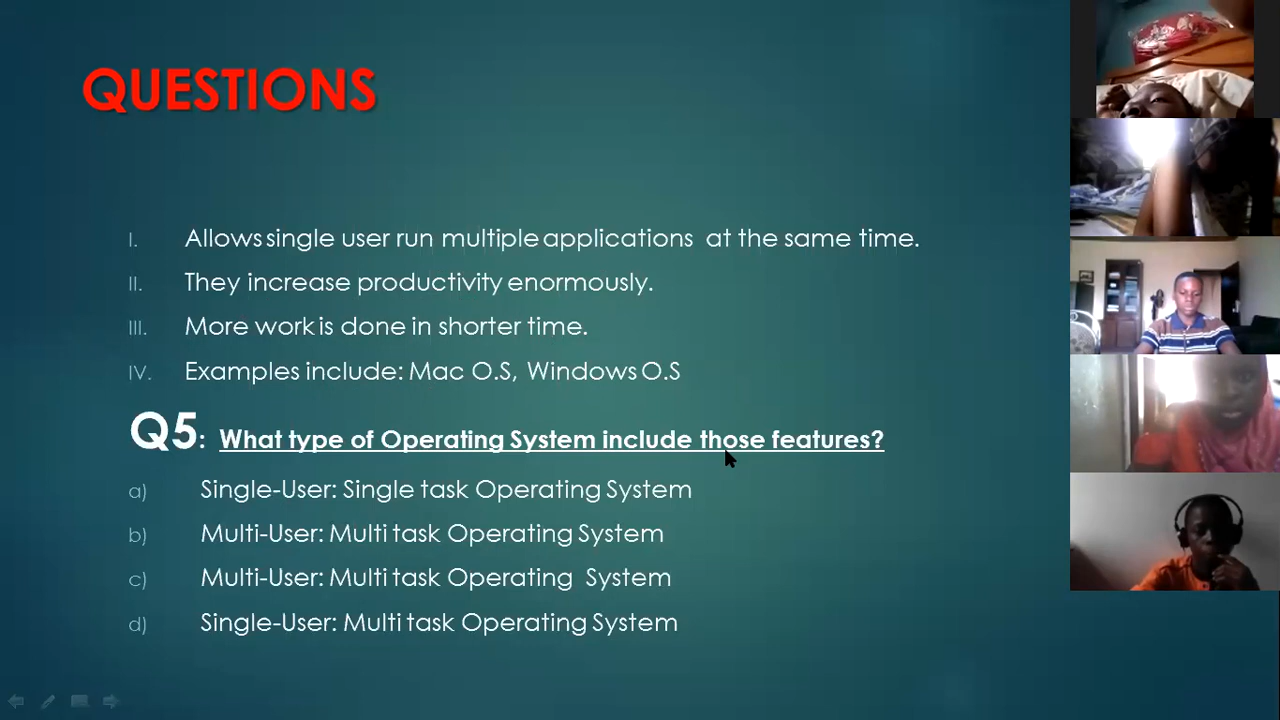 QUESTIONS
I. Allows single user run multiple applications at the same time.
II. They increase productivity enormously.
III. More work is done in shorter time.
IV. Examples include: Mac O.S, Windows O.S
Q5: What type of Operating System include those features?
a) Single-User: Single task Operating System
b) Multi-User: Multi task Operating System
c) Multi-User: Multi task Operating System
d) Single-User: Multi task Operating System